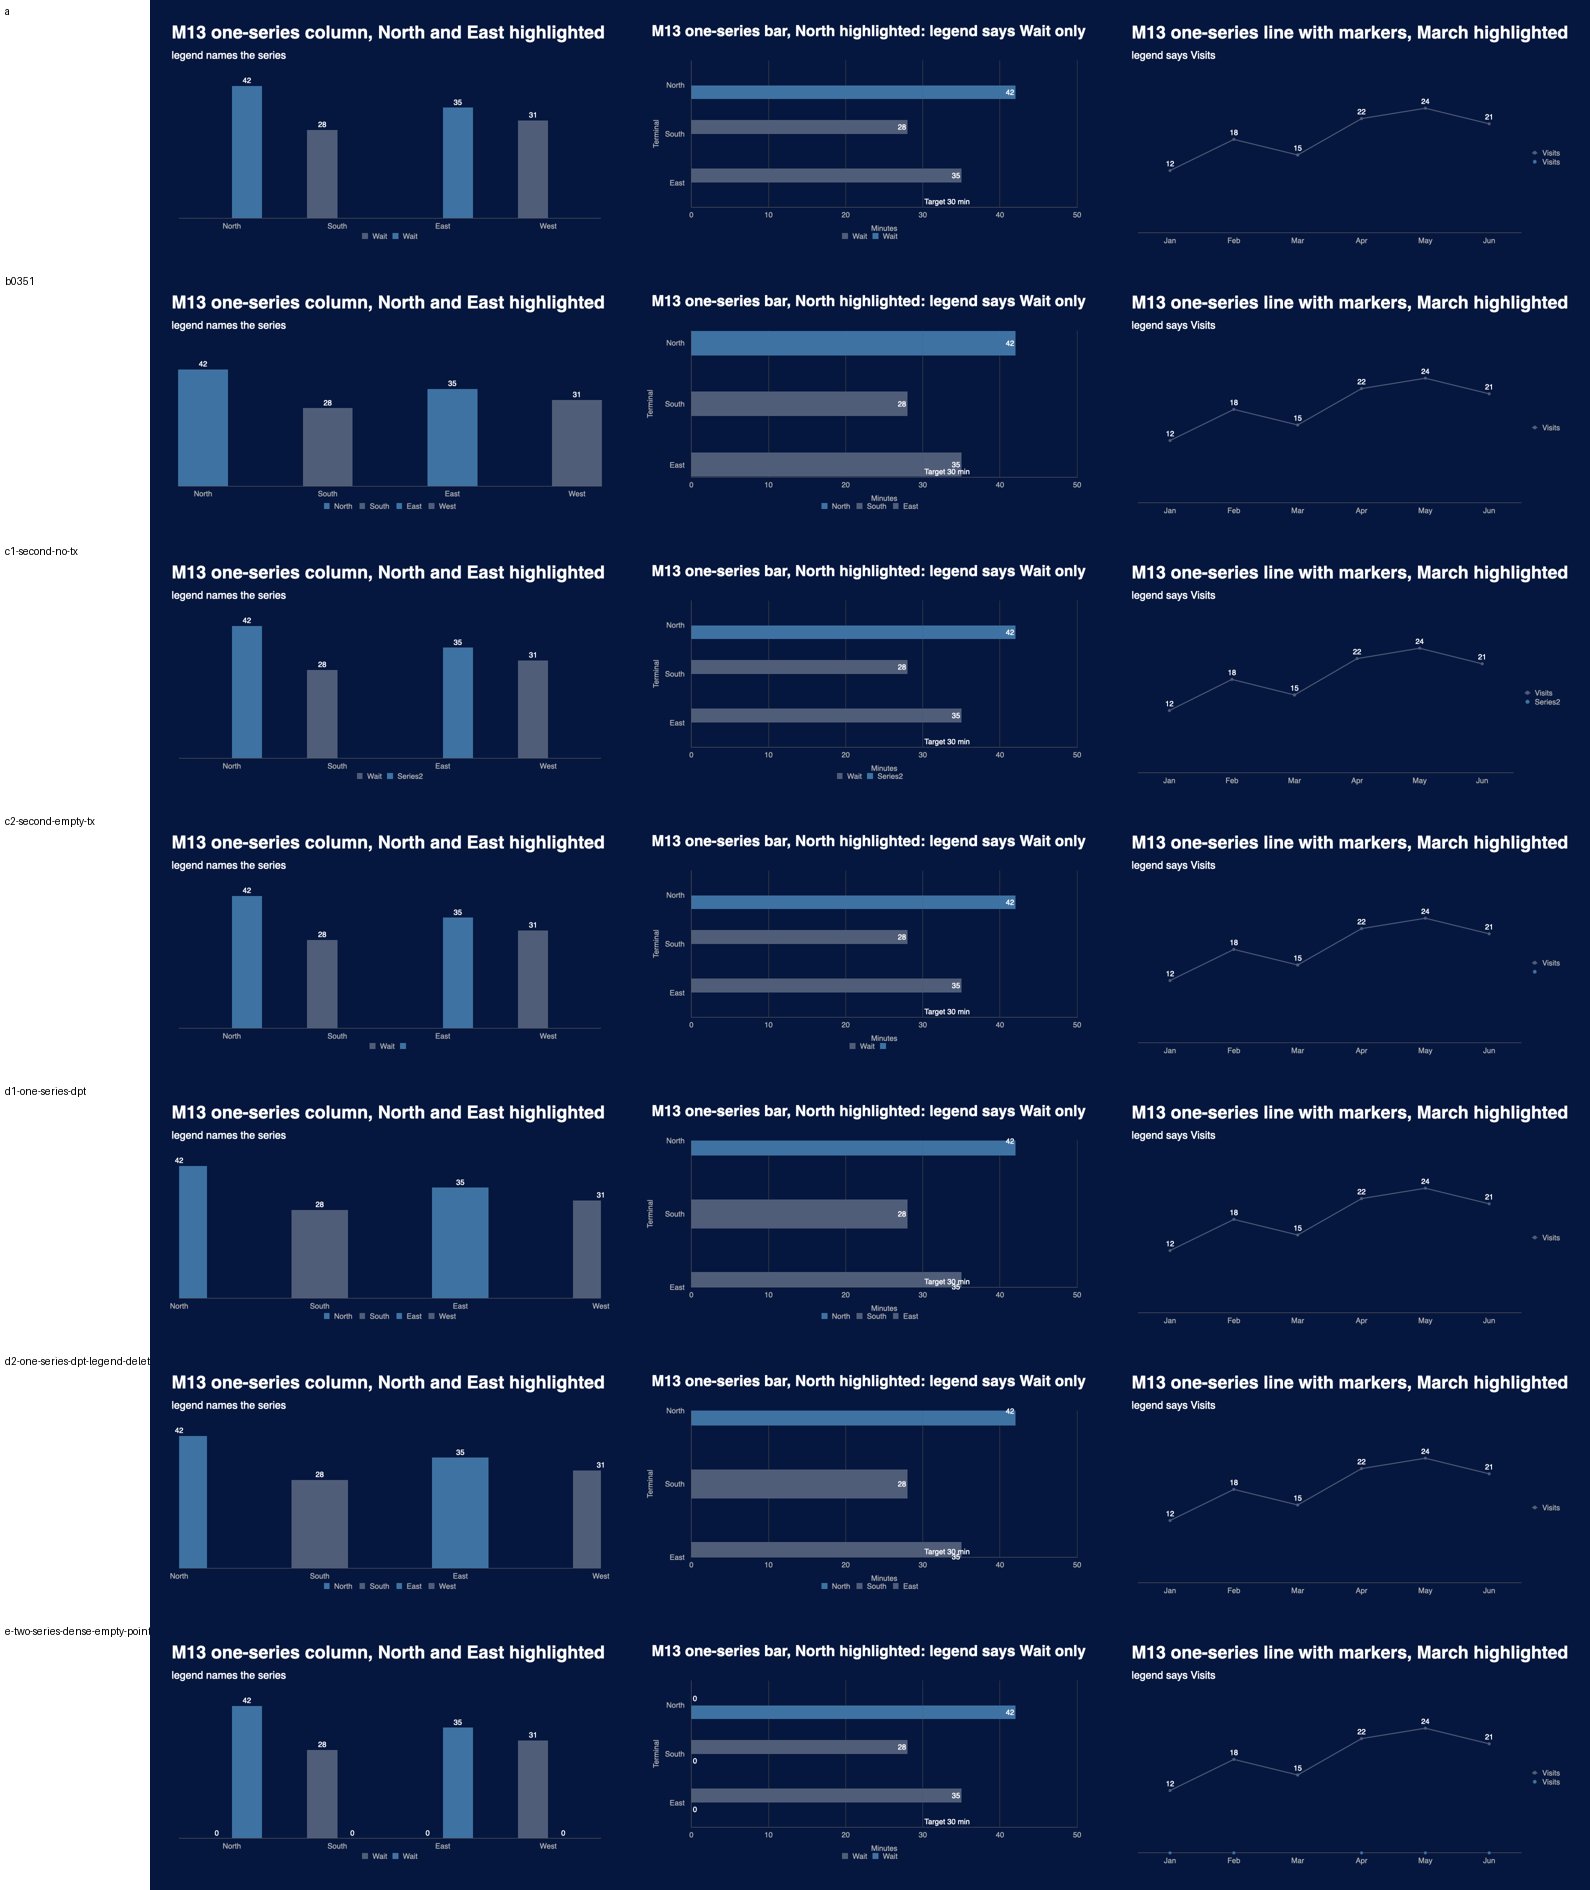 a
M13 one-series column, North and East highlighted
legend names the series
42
28
35
31
North South East West
Wait Wait
M13 one-series bar, North highlighted: legend says Wait only
Terminal
North 42
South 28
East 35
Target 30 min
0 10 20 30 40 50
Minutes
Wait Wait
M13 one-series line with markers, March highlighted
legend says Visits
12 18 15 22 24 21
Visits
Visits
Jan Feb Mar Apr May Jun
b0351
M13 one-series column, North and East highlighted
legend names the series
42
28
35
31
North South East West
North South East West
M13 one-series bar, North highlighted: legend says Wait only
Terminal
North 42
South 28
East 35
Target 30 min
0 10 20 30 40 50
Minutes
North South East
M13 one-series line with markers, March highlighted
legend says Visits
12 18 15 22 24 21
Visits
Jan Feb Mar Apr May Jun
c1-second-no-tx
M13 one-series column, North and East highlighted
legend names the series
42
28
35
31
North South East West
Wait Series2
M13 one-series bar, North highlighted: legend says Wait only
Terminal
North 42
South 28
East 35
Target 30 min
0 10 20 30 40 50
Minutes
Wait Series2
M13 one-series line with markers, March highlighted
legend says Visits
12 18 15 22 24 21
Visits
Series2
Jan Feb Mar Apr May Jun
c2-second-empty-tx
M13 one-series column, North and East highlighted
legend names the series
42
28
35
31
North South East West
Wait
M13 one-series bar, North highlighted: legend says Wait only
Terminal
North 42
South 28
East 35
Target 30 min
0 10 20 30 40 50
Minutes
Wait
M13 one-series line with markers, March highlighted
legend says Visits
12 18 15 22 24 21
Visits
Jan Feb Mar Apr May Jun
d1-one-series-dpt
M13 one-series column, North and East highlighted
legend names the series
42
28
35
31
North South East West
North South East West
M13 one-series bar, North highlighted: legend says Wait only
Terminal
North 42
South 28
East 35
Target 30 min
0 10 20 30 40 50
Minutes
North South East
M13 one-series line with markers, March highlighted
legend says Visits
12 18 15 22 24 21
Visits
Jan Feb Mar Apr May Jun
d2-one-series-dpt-legend-delet
M13 one-series column, North and East highlighted
legend names the series
42
28
35
31
North South East West
North South East West
M13 one-series bar, North highlighted: legend says Wait only
Terminal
North 42
South 28
East 35
Target 30 min
0 10 20 30 40 50
Minutes
North South East
M13 one-series line with markers, March highlighted
legend says Visits
12 18 15 22 24 21
Visits
Jan Feb Mar Apr May Jun
e-two-series-dense-empty-point
M13 one-series column, North and East highlighted
legend names the series
42
28
35
31
0 0 0 0
North South East West
Wait Wait
M13 one-series bar, North highlighted: legend says Wait only
Terminal
0
North 42
South 28
0
East 35
0
Target 30 min
0 10 20 30 40 50
Minutes
Wait Wait
M13 one-series line with markers, March highlighted
legend says Visits
12 18 15 22 24 21
Visits
Visits
Jan Feb Mar Apr May Jun